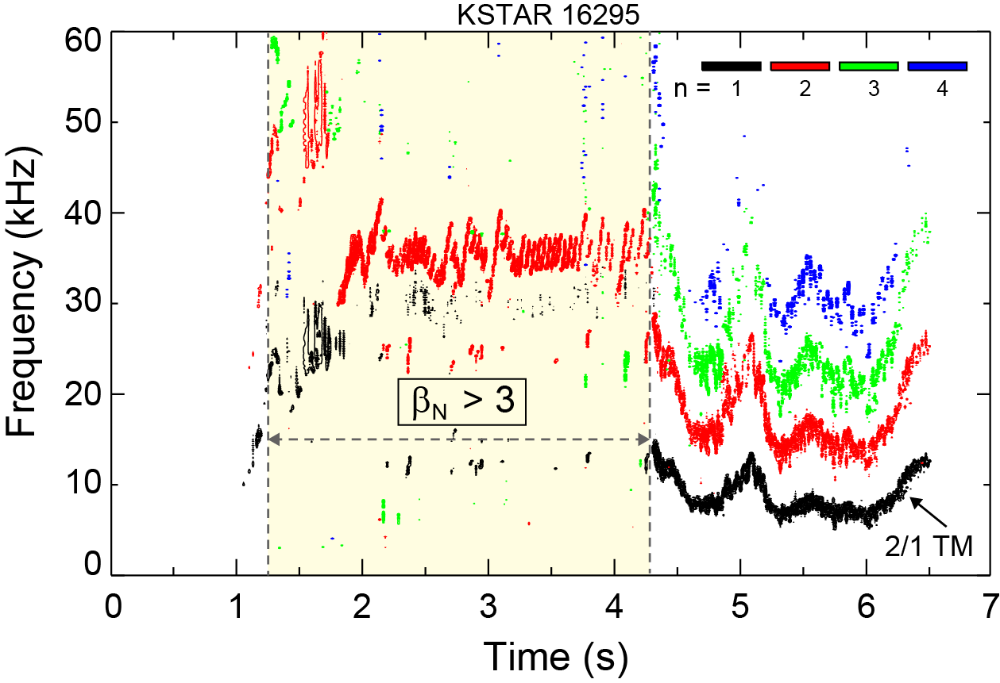 KSTAR 16295
60
50
40
30
20
10
0
Frequency (kHz)
n = 1 2 3 4
βN > 3
2/1 TM
0 1 2 3 4 5 6 7
Time (s)